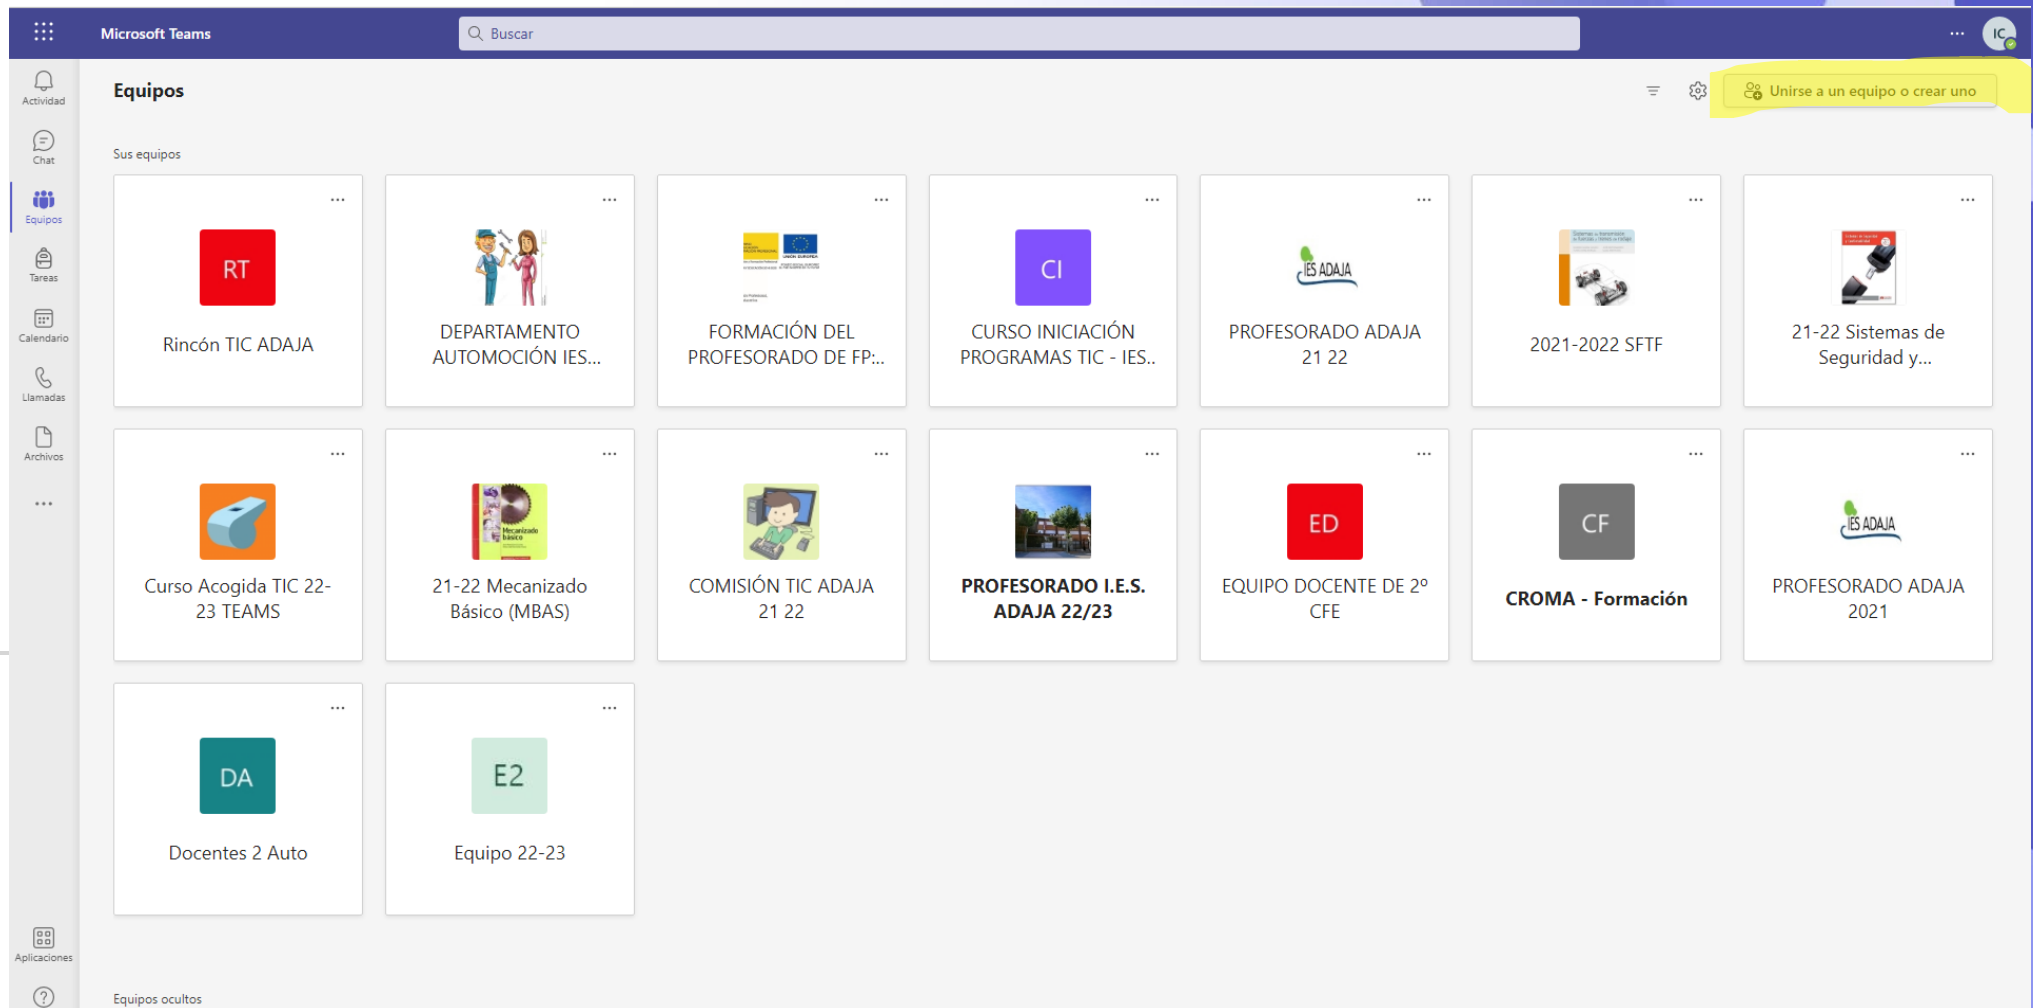 Microsoft Teams
Buscar
IC
Actividad
Chat
Equipos
Tareas
Calendario
Llamadas
Archivos
Aplicaciones
Equipos
Unirse a un equipo o crear uno
Sus equipos
RT
Rincón TIC ADAJA
DEPARTAMENTO
AUTOMOCIÓN IES...
UNION EUROPEA
FORMACIÓN DEL
PROFESORADO DE FP:...
CI
CURSO INICIACIÓN
PROGRAMAS TIC - IES..
IES ADAJA
PROFESORADO ADAJA
21 22
2021-2022 SFTF
21-22 Sistemas de
Seguridad y...
Curso Acogida TIC 22-
23 TEAMS
Mecanizado
básico
21-22 Mecanizado
Básico (MBAS)
COMISIÓN TIC ADAJA
21 22
PROFESORADO I.E.S.
ADAJA 22/23
ED
EQUIPO DOCENTE DE 2º
CFE
CF
CROMA - Formación
IES ADAJA
PROFESORADO ADAJA
2021
DA
Docentes 2 Auto
E2
Equipo 22-23
Equipos ocultos